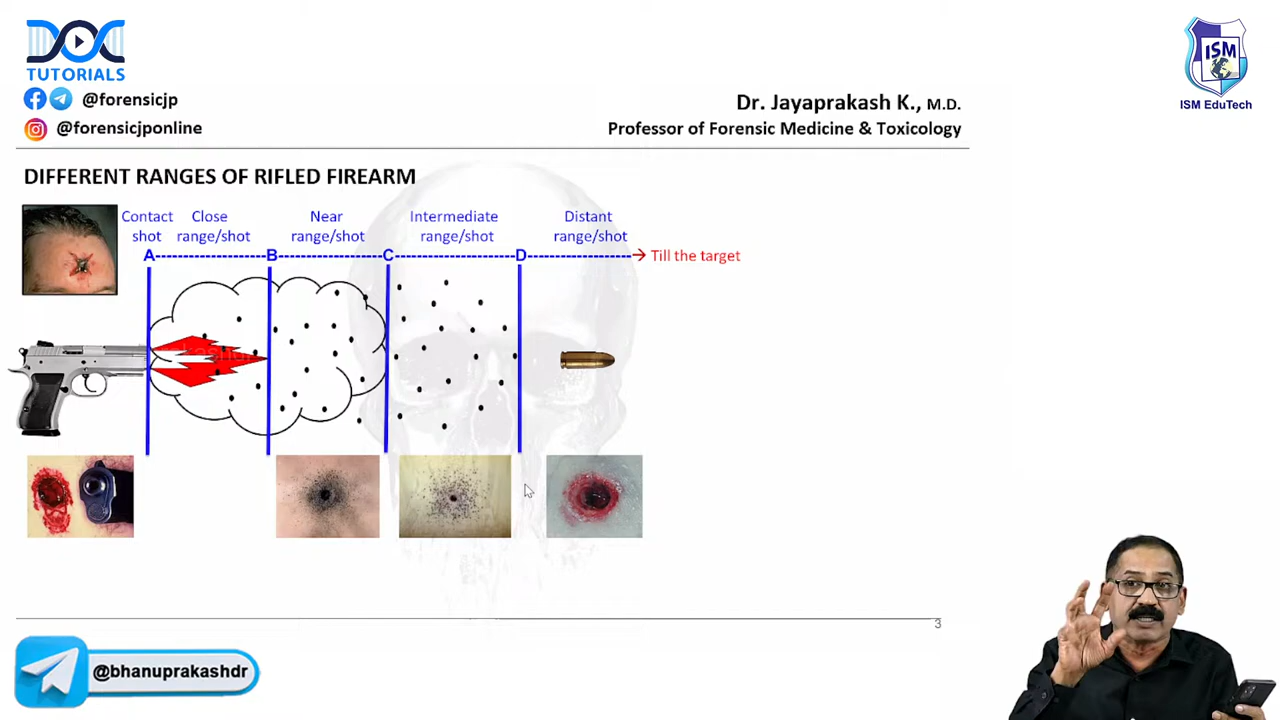 DOC
TUTORIALS
@forensicjp
@forensicjponline
Dr. Jayaprakash K., M.D.
Professor of Forensic Medicine & Toxicology
ISM
ISM EduTech
DIFFERENT RANGES OF RIFLED FIREARM
Contact shot
Close range/shot
Near range/shot
Intermediate range/shot
Distant range/shot
A
B
C
D
Till the target
3
@bhanuprakashdr